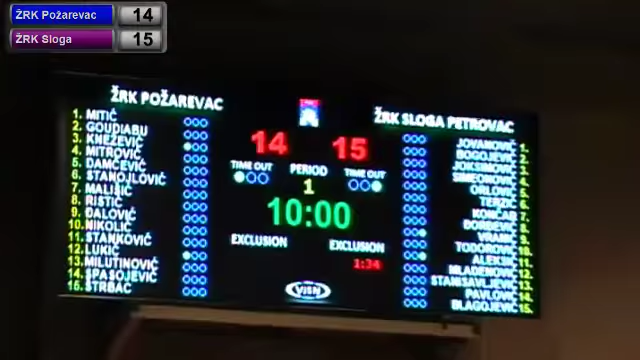 ŽRK Požarevac 14
ŽRK Sloga 15
ŽRK POŽAREVAC
ŽRK SLOGA PETROVAC
14 15
TIME OUT PERIOD TIME OUT
1
10:00
EXCLUSION EXCLUSION
1:34
VISN
1. MITIĆ
2. GOUDIABU
3. KNEŽEVIĆ
4. MITROVIĆ
5. DAMČEVIĆ
6. STANOJLOVIĆ
7. MALIŠIĆ
8. RISTIĆ
9. DALOVIĆ
10. NIKOLIĆ
11. STANKOVIĆ
12. LUKIĆ
13. MILUTINOVIĆ
14. SPASOJEVIĆ
15. ŠTRBAC
JOVANOVIĆ 1.
BOGOJEVIĆ 2.
JOKSIMOVIĆ 3.
SIMEONOVIĆ 4.
ORLOVIĆ 5.
TERZIĆ 6.
KONČAR 7.
ĐORĐEVIĆ 8.
VRANIĆ 9.
TODOROVIĆ 10.
ALEKSIĆ 11.
MLADENOVIĆ 12.
STANISAVLJEVIĆ 13.
PAVLOVIĆ 14.
BLAGOJEVIĆ 15.